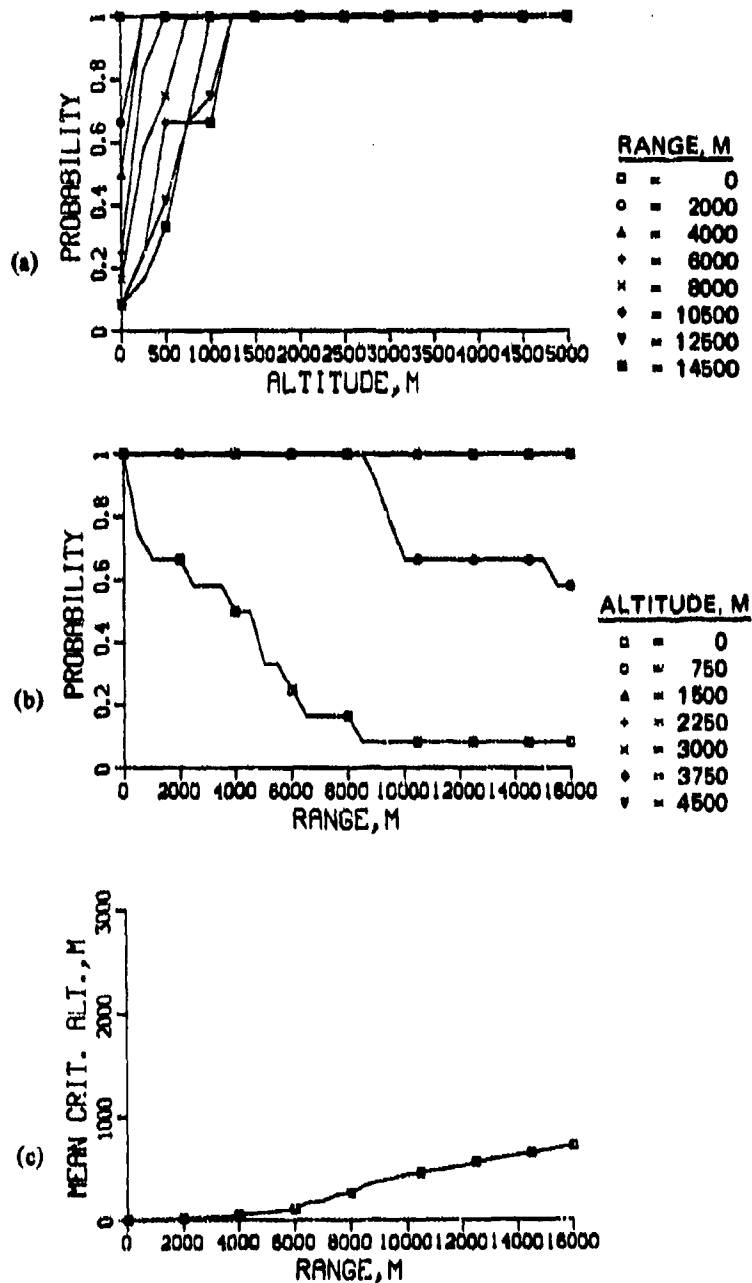 (a)
PROBABILITY
1
0.8
0.6
0.4
0.2
0
0 500 1000 1500 2000 2500 3000 3500 4000 4500 5000
ALTITUDE, M
RANGE, M
= 0
= 2000
= 4000
= 6000
= 8000
= 10500
= 12500
= 14500
(b)
PROBABILITY
1
0.8
0.6
0.4
0.2
0
0 2000 4000 6000 8000 10000 12000 14000 16000
RANGE, M
ALTITUDE, M
= 0
= 750
= 1500
= 2250
= 3000
= 3750
= 4500
(c)
MEAN CRIT. ALT., M
3000
2000
1000
0
0 2000 4000 6000 8000 10000 12000 14000 16000
RANGE, M